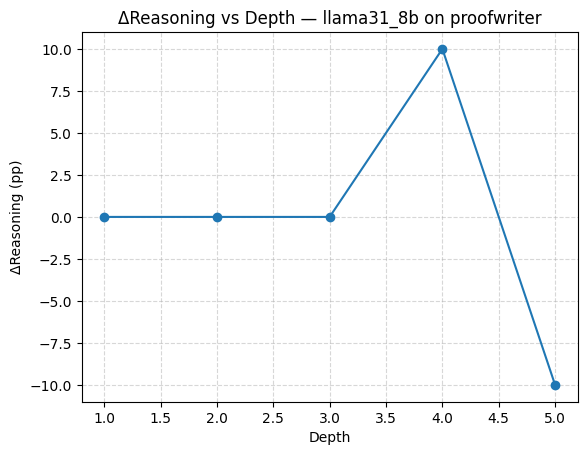 ΔReasoning vs Depth — llama31_8b on proofwriter
10.0
7.5
5.0
2.5
0.0
−2.5
−5.0
−7.5
−10.0
ΔReasoning (pp)
1.0 1.5 2.0 2.5 3.0 3.5 4.0 4.5 5.0
Depth